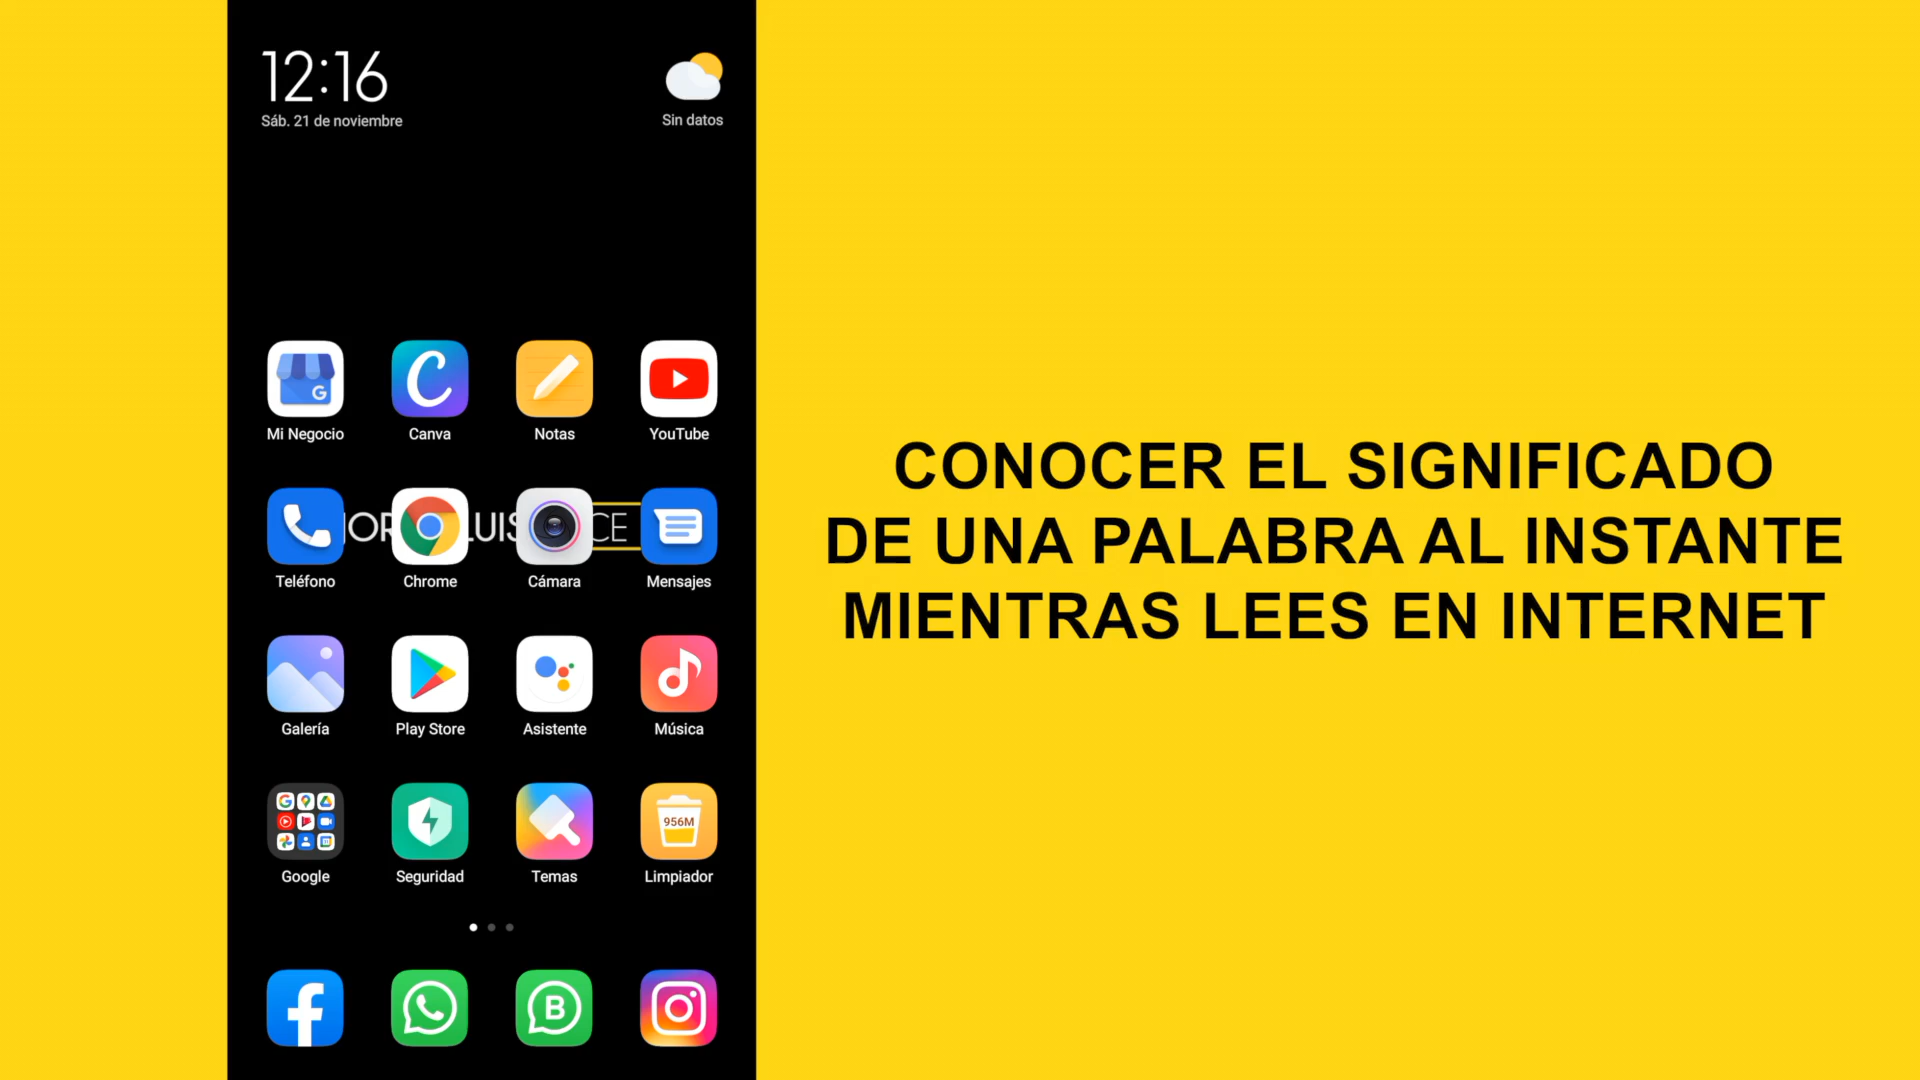 12:16
Sáb. 21 de noviembre
Sin datos
Mi Negocio
Canva
Notas
YouTube
LUIS
CE
Teléfono
Chrome
Cámara
Mensajes
Galería
Play Store
Asistente
Música
956M
Google
Seguridad
Temas
Limpiador
CONOCER EL SIGNIFICADO
DE UNA PALABRA AL INSTANTE
MIENTRAS LEES EN INTERNET